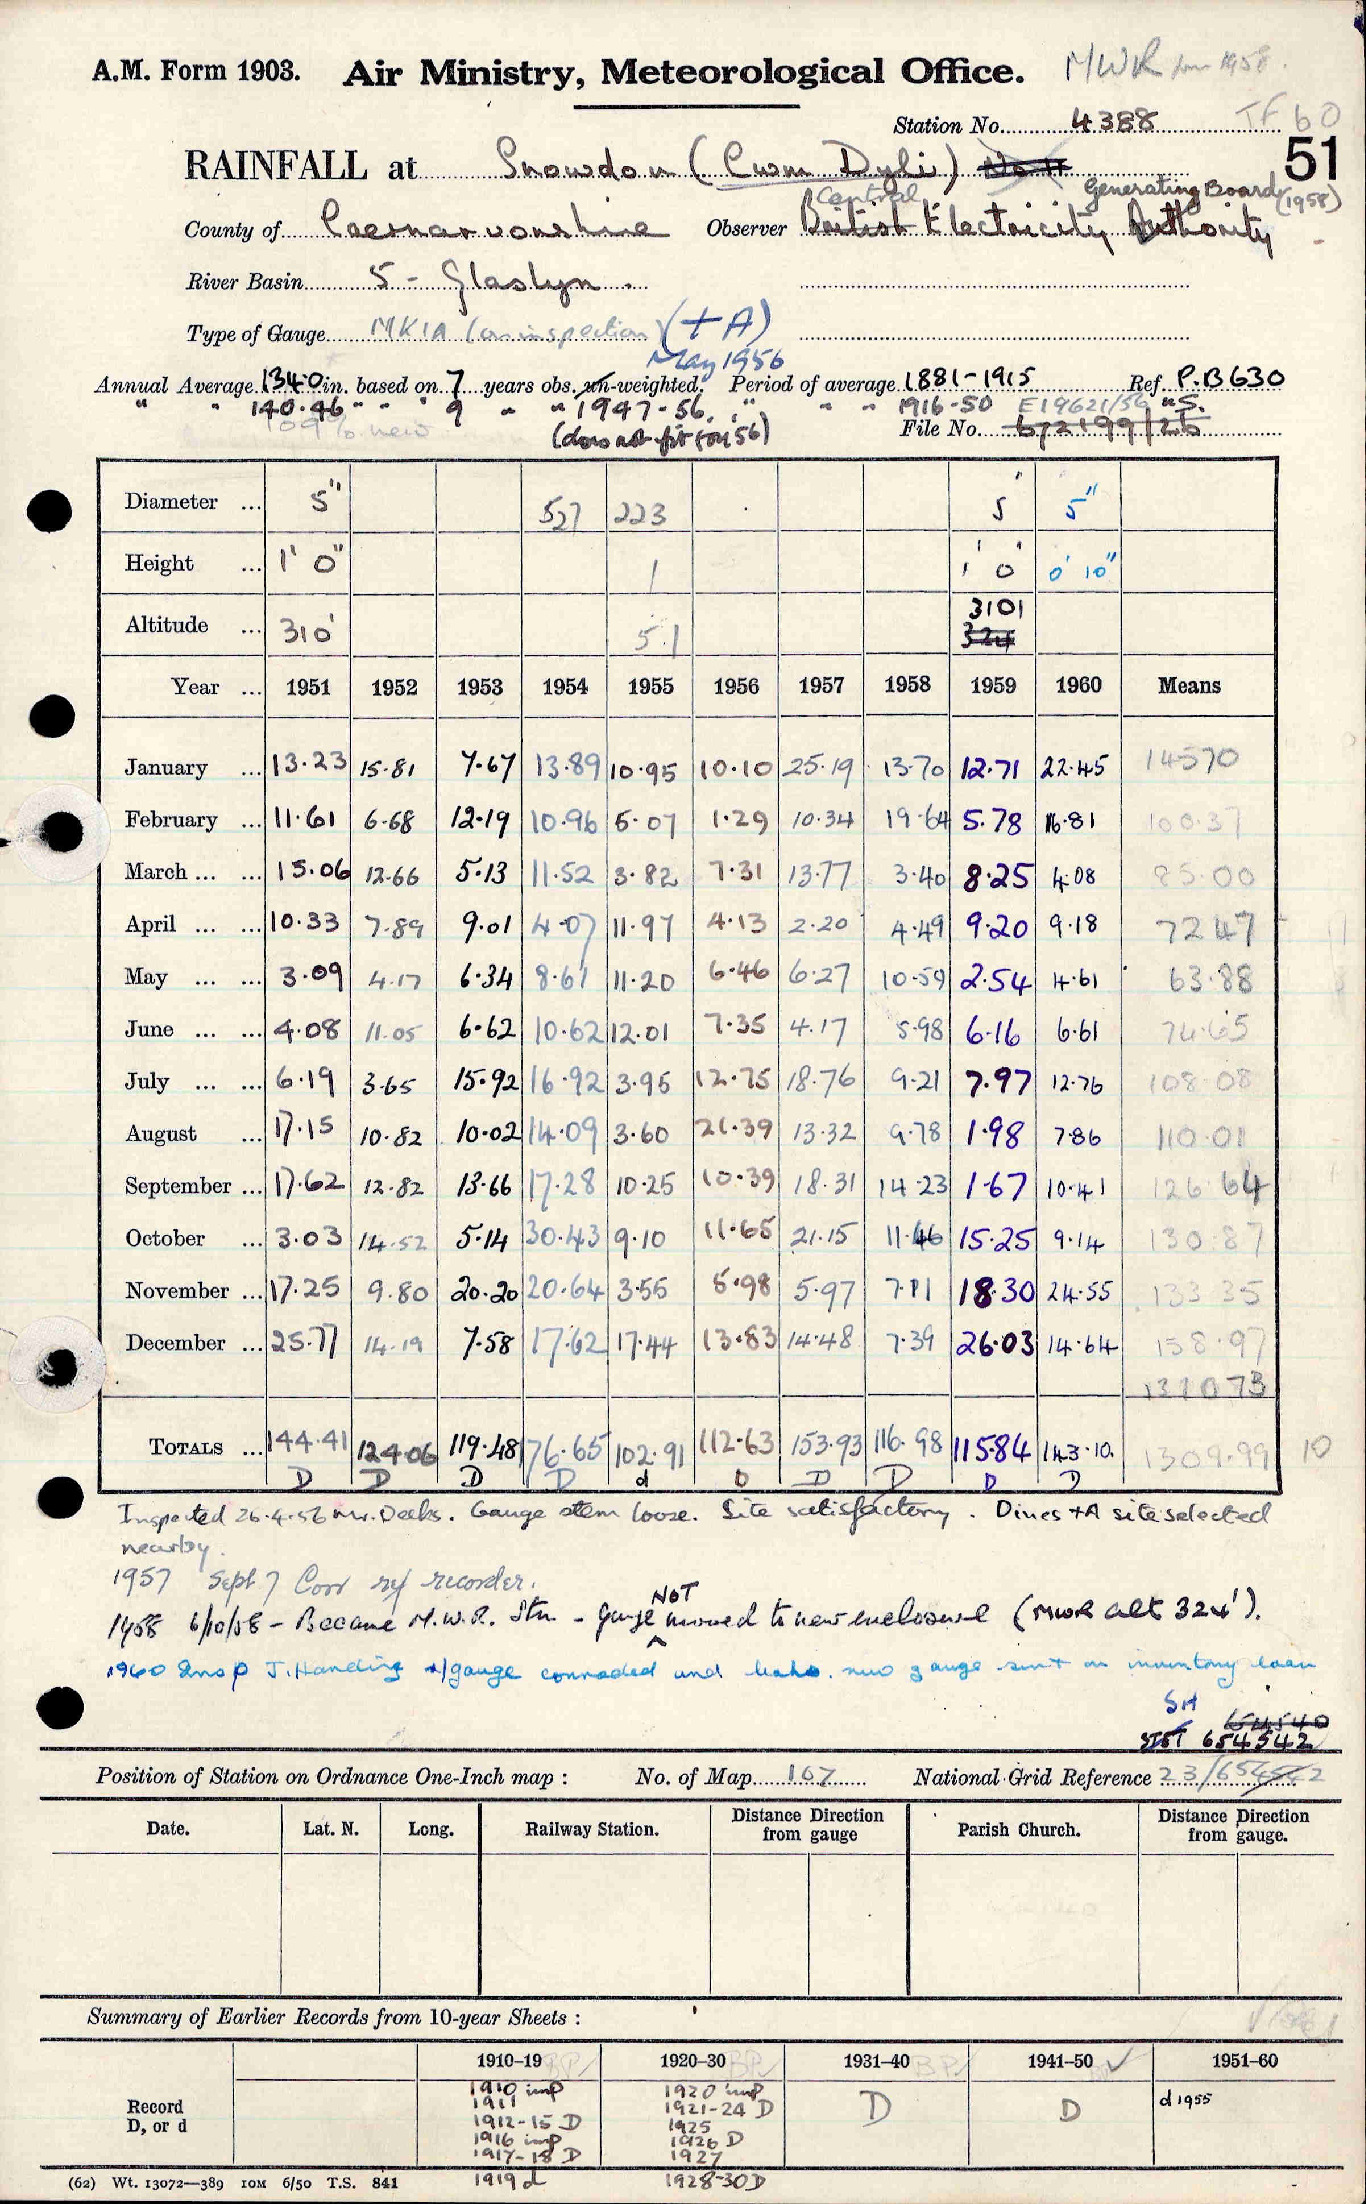 A.M. Form 1903. Air Ministry, Meteorological Office. MWR from 1958.
Station No. 4388 TF 60
51
RAINFALL at Snowdon (Cwm Dyli) No II
Central Generating Board (1958)
County of Caernarvonshire Observer British Electricity Authority
River Basin 5 - Glaslyn.
Type of Gauge MK1A (on inspection) (+A)
May 1956
Annual Average 134.0 in. based on 7 years obs. un-weighted. Period of average 1881-1915 Ref. P.B630
" " 140.46 " " " 9 " " " 1947-56. " " " " 1916-50 E19621/56 n.S.
109% new (does not fit for 56) File No. 672199/26
Diameter ... 5" 527 223 5" 5"
Height ... 1' 0" 1 1' 0' 0' 10"
Altitude ... 310' 51 3101 324
Year ... 1951 1952 1953 1954 1955 1956 1957 1958 1959 1960 Means
January ... 13.23 15.81 7.67 13.89 10.95 10.10 25.19 13.70 12.71 22.45 145.70
February ... 11.61 6.68 12.19 10.96 5.07 1.29 10.34 19.64 5.78 16.81 100.37
March ... ... 15.06 12.66 5.13 11.52 3.82 7.31 13.77 3.40 8.25 4.08 85.00
April ... ... 10.33 7.89 9.01 4.07 11.97 4.13 2.20 4.49 9.20 9.18 72.47
May ... ... 3.09 4.17 6.34 8.61 11.20 6.46 6.27 10.59 2.54 4.61 63.88
June ... ... 4.08 11.05 6.62 10.62 12.01 7.35 4.17 5.98 6.16 6.61 74.65
July ... ... 6.19 3.65 15.92 16.92 3.95 12.75 18.76 9.21 7.97 12.76 108.08
August ... 17.15 10.82 10.02 14.09 3.60 21.39 13.32 9.78 1.98 7.86 110.01
September ... 17.62 12.82 13.66 17.28 10.25 10.39 18.31 14.23 1.67 10.41 126.64
October ... 3.03 14.52 5.14 30.43 9.10 11.65 21.15 11.46 15.25 9.14 130.87
November ... 17.25 9.80 20.20 20.64 3.55 5.98 5.97 7.11 18.30 24.55 133.35
December ... 25.77 14.19 7.58 17.62 17.44 13.83 14.48 7.39 26.03 14.64 158.97
1310.73
Totals ... 144.41 124.06 119.48 176.65 102.91 112.63 153.93 116.98 115.84 143.10 1309.99 10
D D D D d D D D D D
Inspected 26.4.56 Mr. Deeks. Gauge stem loose. Site satisfactory. Dines +A site selected
nearby.
1957 Sept 7 Corr ref recorder.
1958 6/10/58 - Became M.W.R. Stn. - gauge NOT moved to new enclosure (MWR alt 324').
1960 Insp J. Harding gauge corroded and leaks. new gauge sent on inventory loan
SH 654540
STET 654542
Position of Station on Ordnance One-Inch map : No. of Map 107 National Grid Reference 23/654542
Date. Lat. N. Long. Railway Station. Distance Direction from gauge Parish Church. Distance Direction from gauge.
Summary of Earlier Records from 10-year Sheets :
1910-19 1920-30 1931-40 1941-50 1951-60
Record D, or d
1910 imp 1920 imp D D d 1955
1911 1921-24 D
1912-15 D 1925
1916 imp 1926 D
1917-18 D 1927
1919 d 1928-30 D
(62) Wt. 13072—389 10M 6/50 T.S. 841